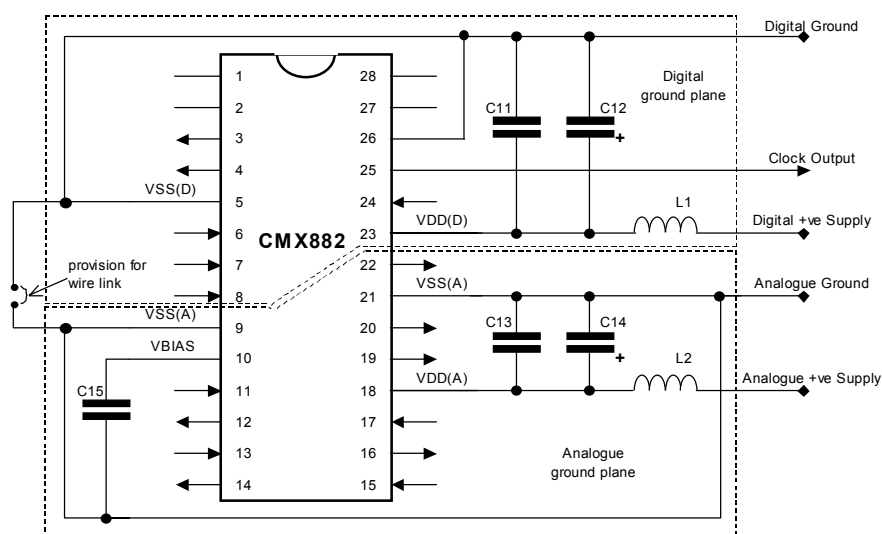 Digital Ground
1 28
Digital
ground plane
2 27
C11 C12
3 26
+
4 25 Clock Output
VSS(D)
5 24
L1
6 23 VDD(D) Digital +ve Supply
CMX882
provision for
wire link
7 22
8 21 VSS(A) Analogue Ground
VSS(A)
9 20
C13 C14
VBIAS
10 19
+
L2
C15
11 18 VDD(A) Analogue +ve Supply
12 17
13 16
Analogue
ground plane
14 15